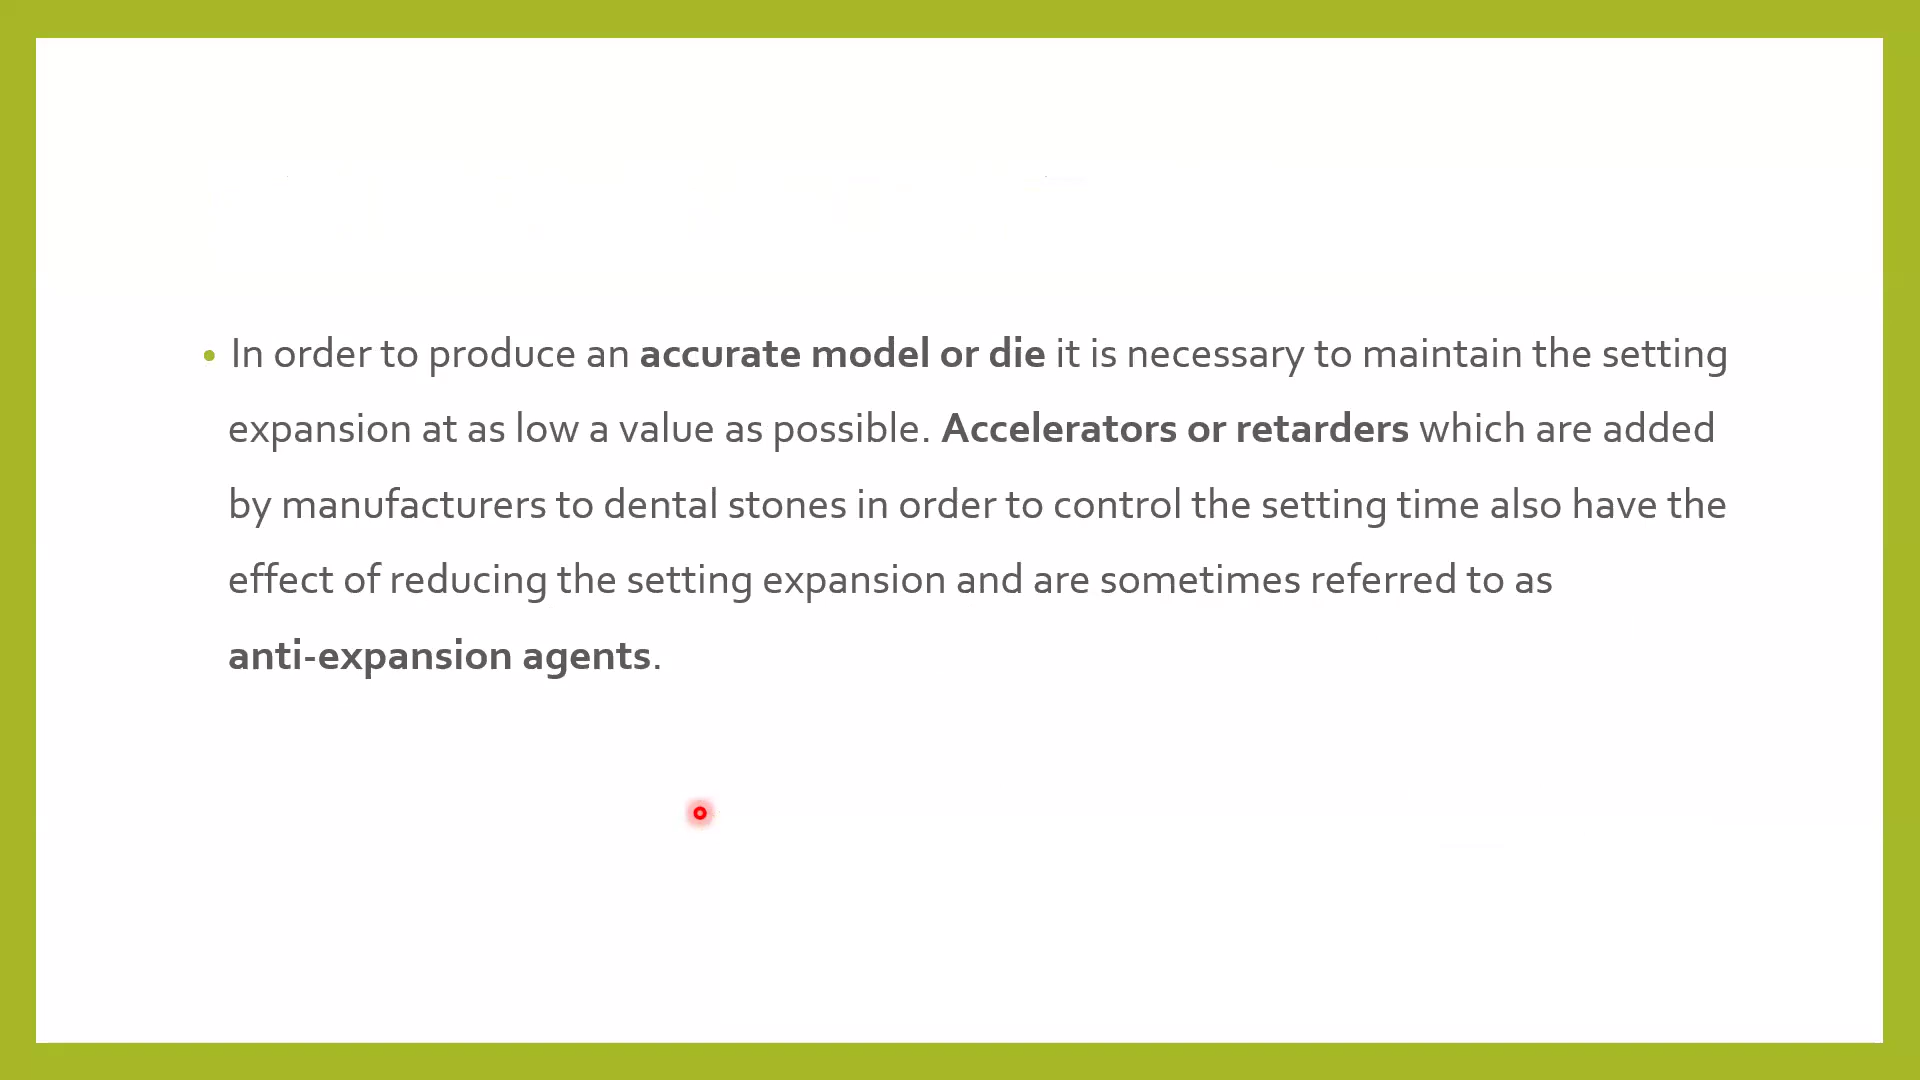 • In order to produce an accurate model or die it is necessary to maintain the setting
expansion at as low a value as possible. Accelerators or retarders which are added
by manufacturers to dental stones in order to control the setting time also have the
effect of reducing the setting expansion and are sometimes referred to as
anti-expansion agents.